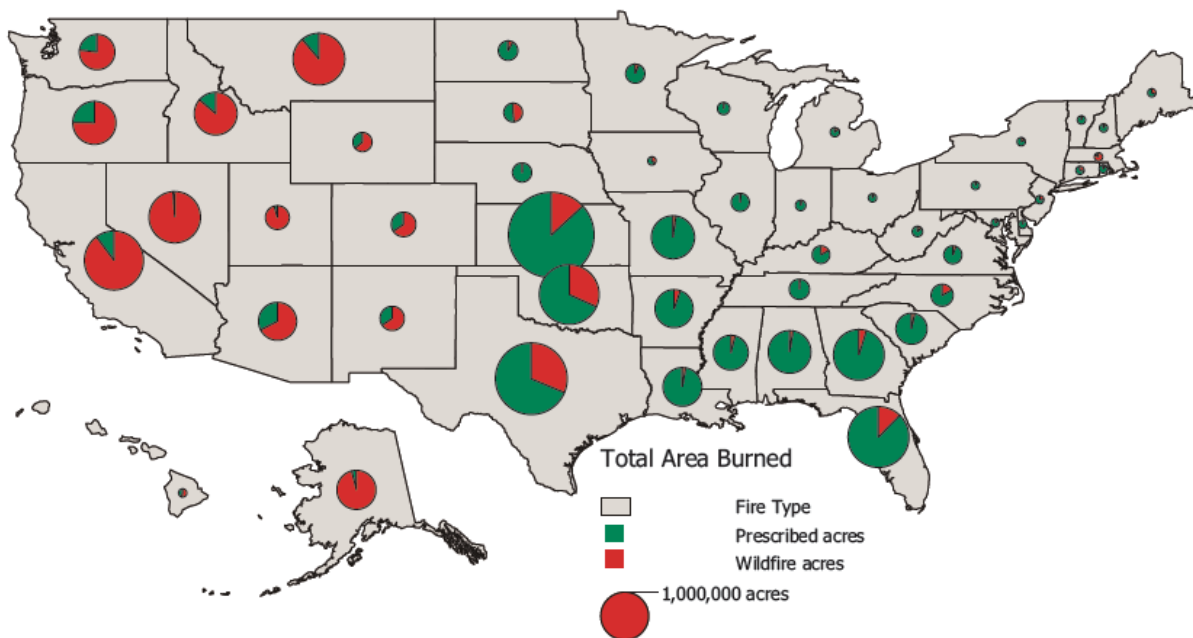 Total Area Burned
Fire Type
Prescribed acres
Wildfire acres
1,000,000 acres